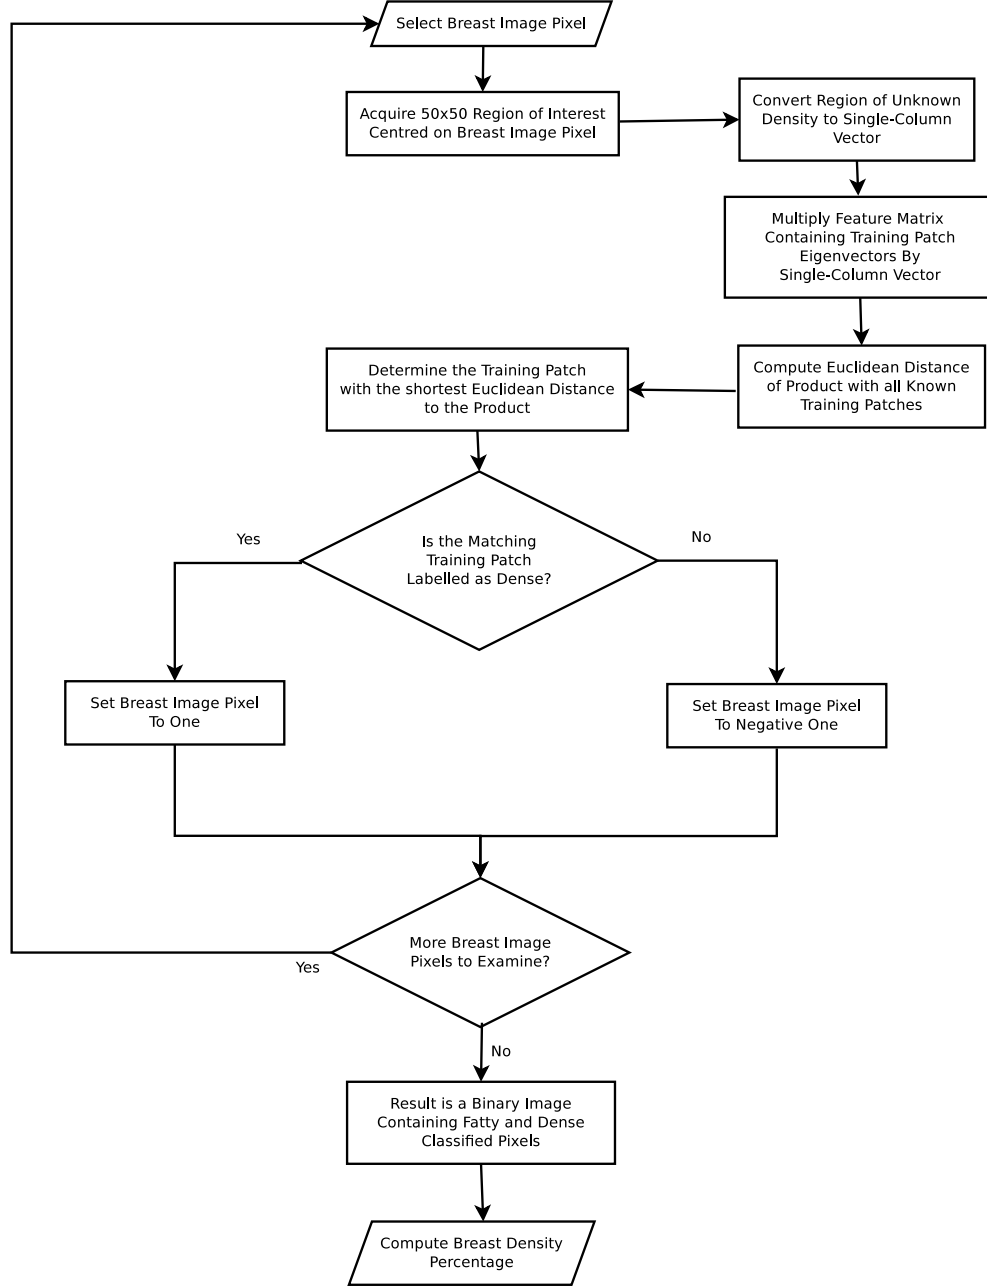 Select Breast Image Pixel
Acquire 50x50 Region of Interest
Centred on Breast Image Pixel
Convert Region of Unknown
Density to Single-Column
Vector
Multiply Feature Matrix
Containing Training Patch
Eigenvectors By
Single-Column Vector
Compute Euclidean Distance
of Product with all Known
Training Patches
Determine the Training Patch
with the shortest Euclidean Distance
to the Product
Is the Matching
Training Patch
Labelled as Dense?
Yes
No
Set Breast Image Pixel
To One
Set Breast Image Pixel
To Negative One
More Breast Image
Pixels to Examine?
Yes
No
Result is a Binary Image
Containing Fatty and Dense
Classified Pixels
Compute Breast Density
Percentage